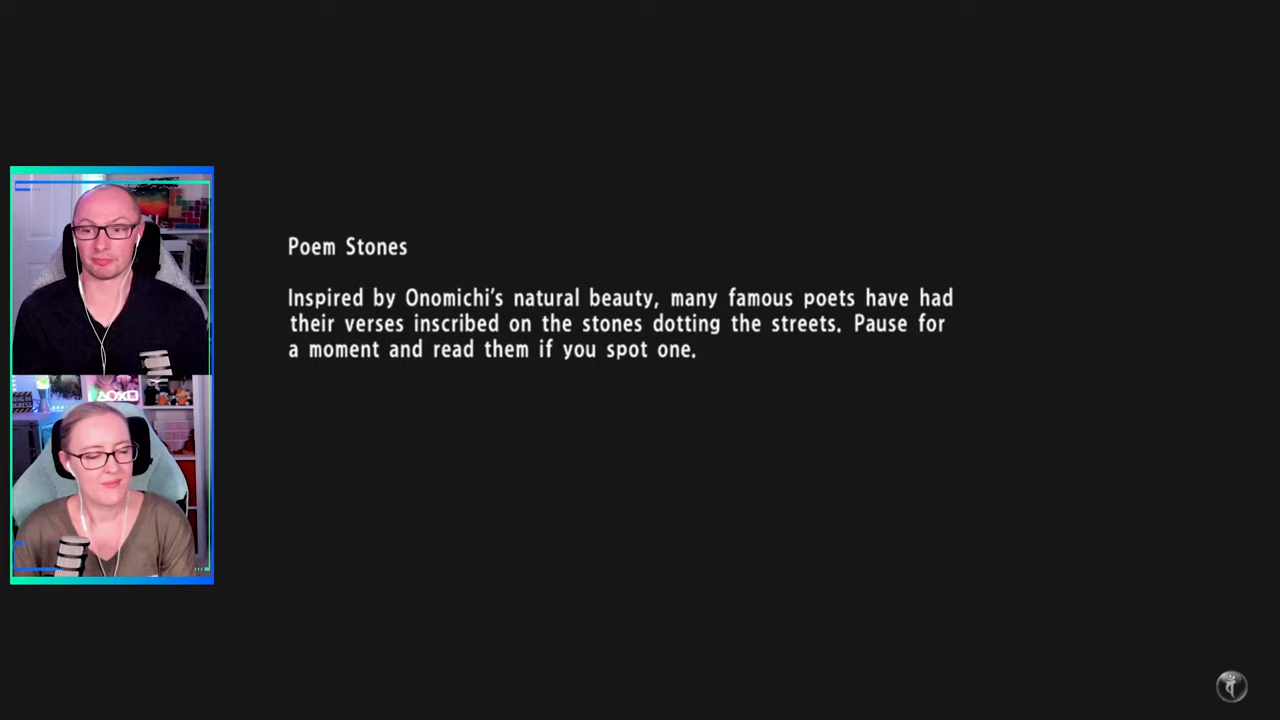 Poem Stones
Inspired by Onomichi's natural beauty, many famous poets have had
their verses inscribed on the stones dotting the streets. Pause for
a moment and read them if you spot one.